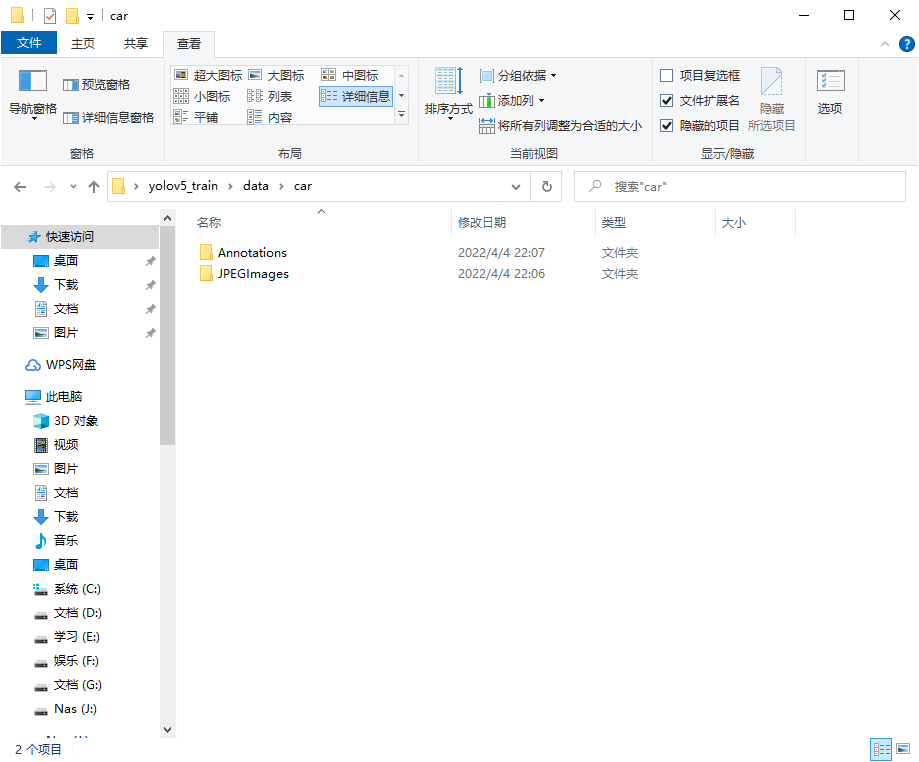 car
文件 主页 共享 查看
导航窗格
预览窗格
详细信息窗格
窗格
超大图标 大图标 中图标
小图标 列表 详细信息
平铺 内容
布局
排序方式
分组依据
添加列
将所有列调整为合适的大小
当前视图
项目复选框
文件扩展名
隐藏的项目
隐藏
所选项目
显示/隐藏
选项
yolov5_train data car
搜索"car"
名称 修改日期 类型 大小
Annotations 2022/4/4 22:07 文件夹
JPEGImages 2022/4/4 22:06 文件夹
快速访问
桌面
下载
文档
图片
WPS网盘
此电脑
3D 对象
视频
图片
文档
下载
音乐
桌面
系统 (C:)
文档 (D:)
学习 (E:)
娱乐 (F:)
文档 (G:)
Nas (J:)
2 个项目